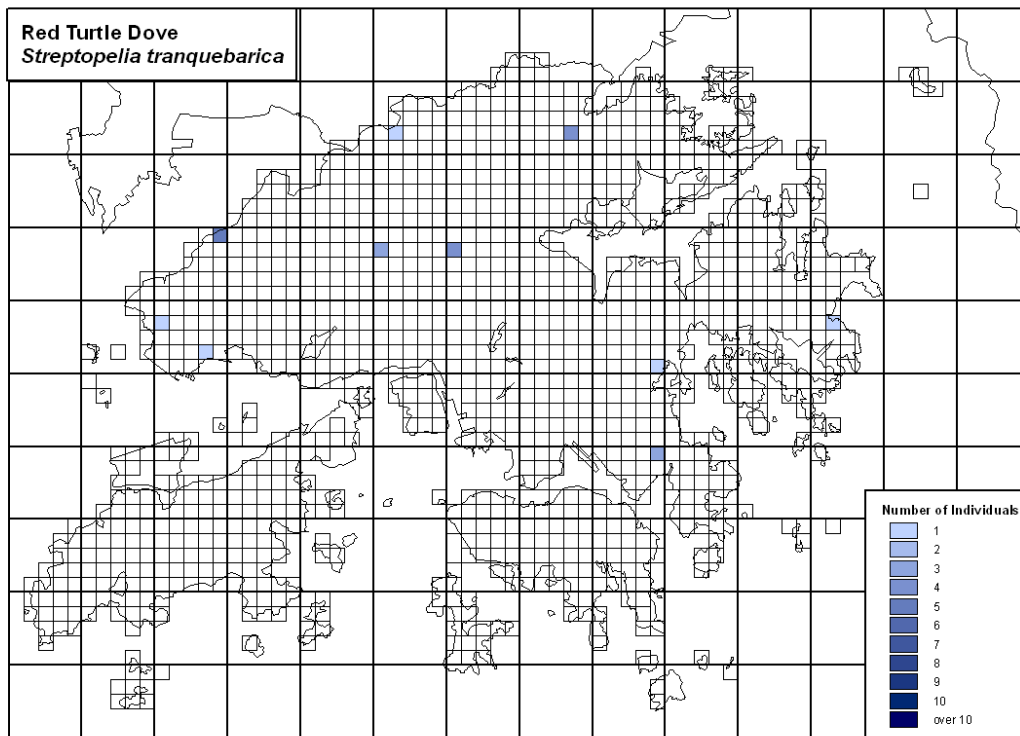 Red Turtle Dove
Streptopelia tranquebarica
Number of Individuals
1
2
3
4
5
6
7
8
9
10
over 10